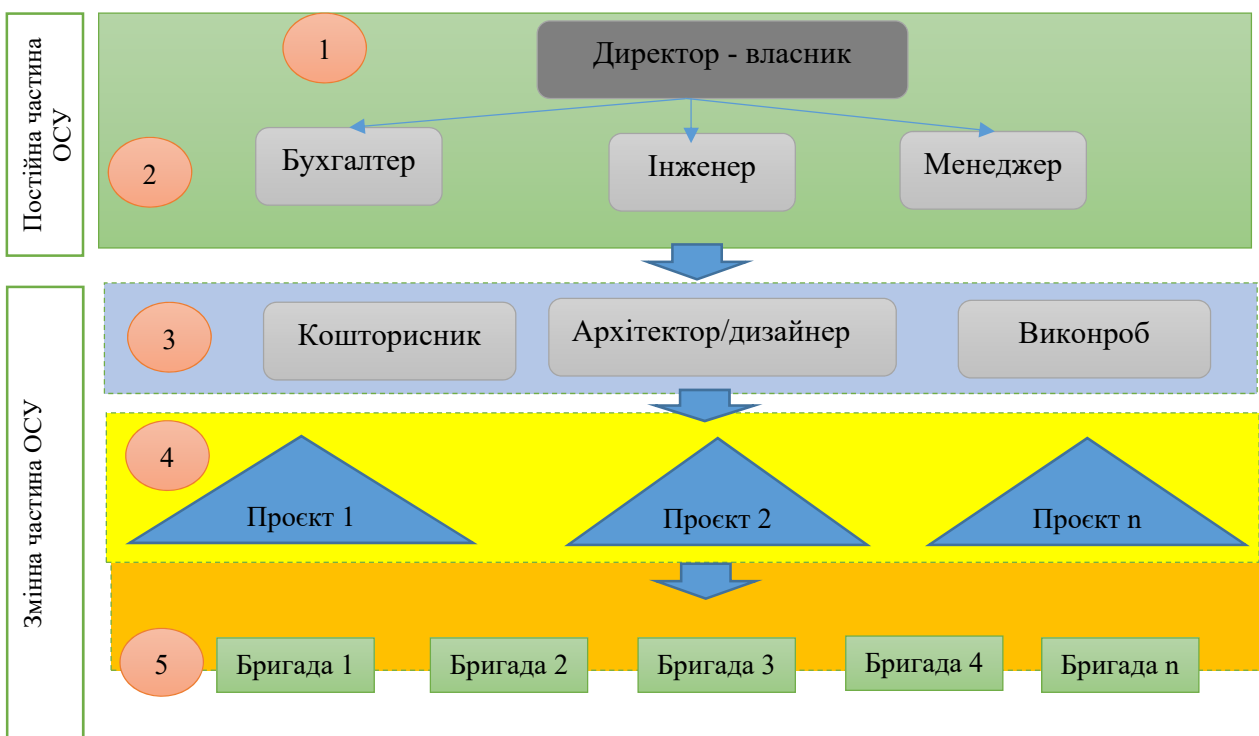 Постійна частина
ОСУ
1
Директор - власник
2
Бухгалтер
Інженер
Менеджер
Змінна частина ОСУ
3
Кошторисник
Архітектор/дизайнер
Виконроб
4
Проєкт 1
Проєкт 2
Проєкт n
5
Бригада 1
Бригада 2
Бригада 3
Бригада 4
Бригада n